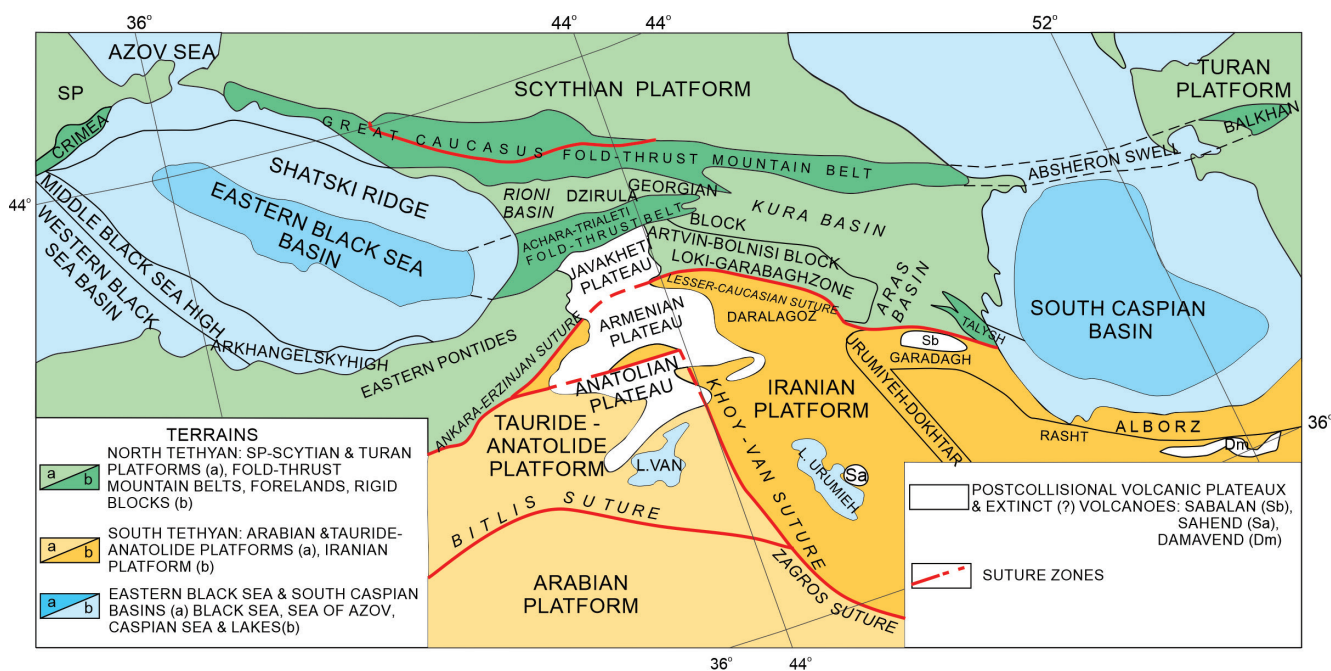 36°
44°
44°
52°
AZOV SEA
SP
CRIMEA
SCYTHIAN PLATFORM
TURAN
PLATFORM
BALKHAN
GREAT CAUCASUS FOLD-THRUST MOUNTAIN BELT
ABSHERON SWELL
SHATSKI RIDGE
EASTERN BLACK SEA
BASIN
MIDDLE BLACK SEA HIGH
WESTERN BLACK
SEA BASIN
ARKHANGELSKYHIGH
44°
RIONI
BASIN
DZIRULA
GEORGIAN
BLOCK
KURA BASIN
ACHARA-TRIALETI
FOLD-THRUST BELT
ARTVIN-BOLNISI BLOCK
LOKI-GARABAGHZONE
JAVAKHETI
PLATEAU
LESSER-CAUCASIAN SUTURE
ARAS
BASIN
TALYSH
SOUTH CASPIAN
BASIN
ARMENIAN
PLATEAU
DARALAGOZ
Sb
GARADAGH
EASTERN PONTIDES
ANKARA-ERZINJAN SUTURE
ANATOLIAN
PLATEAU
IRANIAN
PLATFORM
URUMIYEH-DOKHTAR
RASHT
ALBORZ
Dm
36°
TAURIDE -
ANATOLIDE
PLATFORM
L.VAN
KHOY-VAN SUTURE
L. URUMIEH
Sa
BITLIS SUTURE
ARABIAN
PLATFORM
ZAGROS SUTURE
36°
44°
TERRAINS
a
b
NORTH TETHYAN: SP-SCYTIAN & TURAN
PLATFORMS (a), FOLD-THRUST
MOUNTAIN BELTS, FORELANDS, RIGID
BLOCKS (b)
a
b
SOUTH TETHYAN: ARABIAN &TAURIDE-
ANATOLIDE PLATFORMS (a), IRANIAN
PLATFORM (b)
a
b
EASTERN BLACK SEA & SOUTH CASPIAN
BASINS (a) BLACK SEA, SEA OF AZOV,
CASPIAN SEA & LAKES(b)
POSTCOLLISIONAL VOLCANIC PLATEAUX
& EXTINCT (?) VOLCANOES: SABALAN (Sb),
SAHEND (Sa),
DAMAVEND (Dm)
SUTURE ZONES